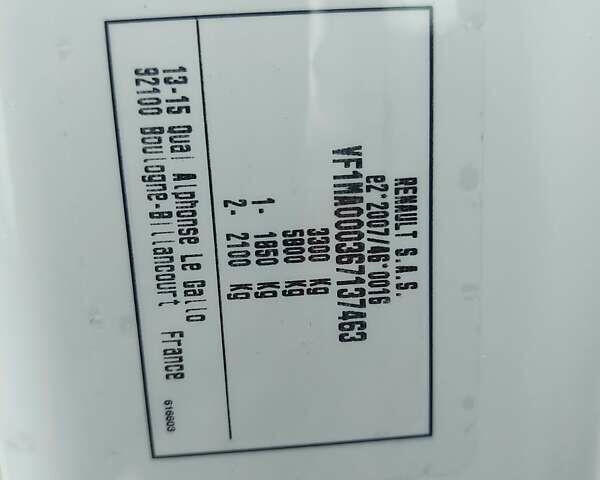 RENAULT S.A.S.
e2*2007/46*0016
VF1MA000367137463
3300 Kg
5800 Kg
1- 1850 Kg
2- 2100 Kg
13-15 Quai Alphonse Le Gallo
92100 Boulogne-Billancourt France
616603